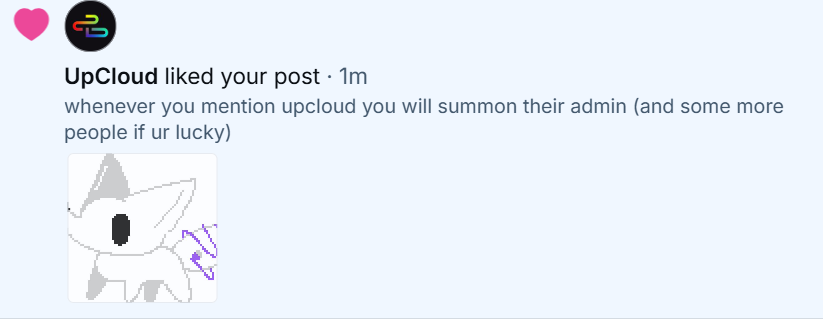 UpCloud liked your post · 1m
whenever you mention upcloud you will summon their admin (and some more
people if ur lucky)